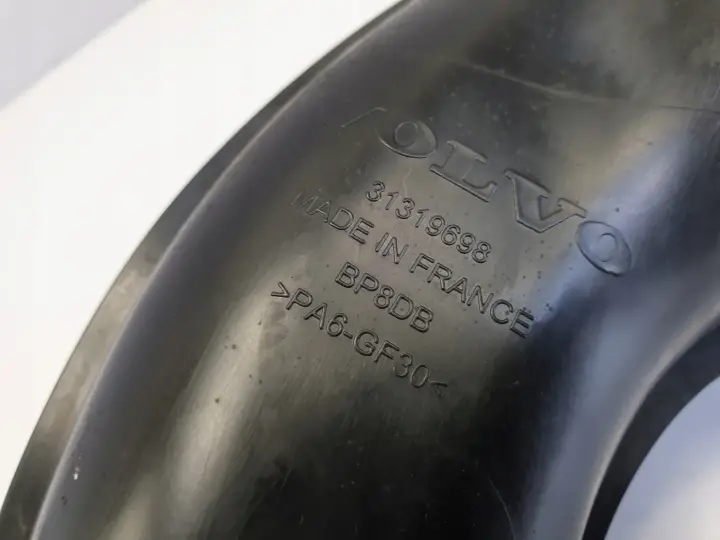 VOLVO
31319698
MADE IN FRANCE
BP8DB
>PA6-GF30<